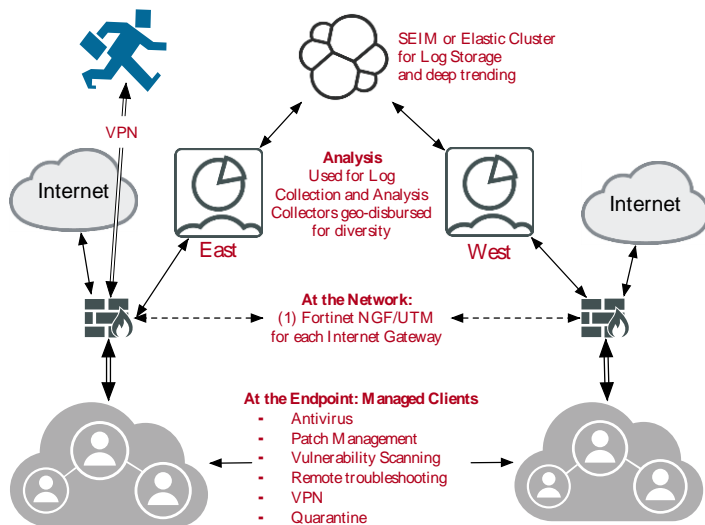 SEIM or Elastic Cluster
for Log Storage
and deep trending
VPN
Internet
Analysis
Used for Log
Collection and Analysis
Collectors geo-disbursed
for diversity
Internet
East
West
At the Network:
(1) Fortinet NGF/UTM
for each Internet Gateway
At the Endpoint: Managed Clients
- Antivirus
- Patch Management
- Vulnerability Scanning
- Remote troubleshooting
- VPN
- Quarantine